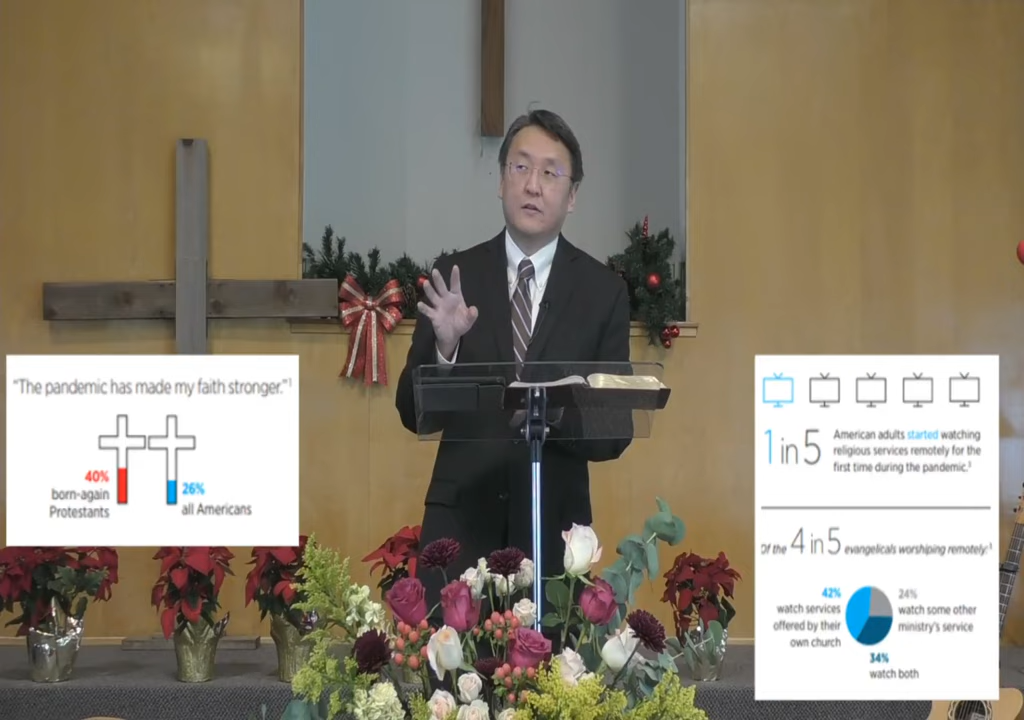 "The pandemic has made my faith stronger."¹
40%
born-again
Protestants
26%
all Americans
1 in 5
American adults started watching
religious services remotely for the
first time during the pandemic.³
Of the 4 in 5 evangelicals worshiping remotely:⁵
42%
watch services
offered by their
own church
24%
watch some other
ministry's service
34%
watch both